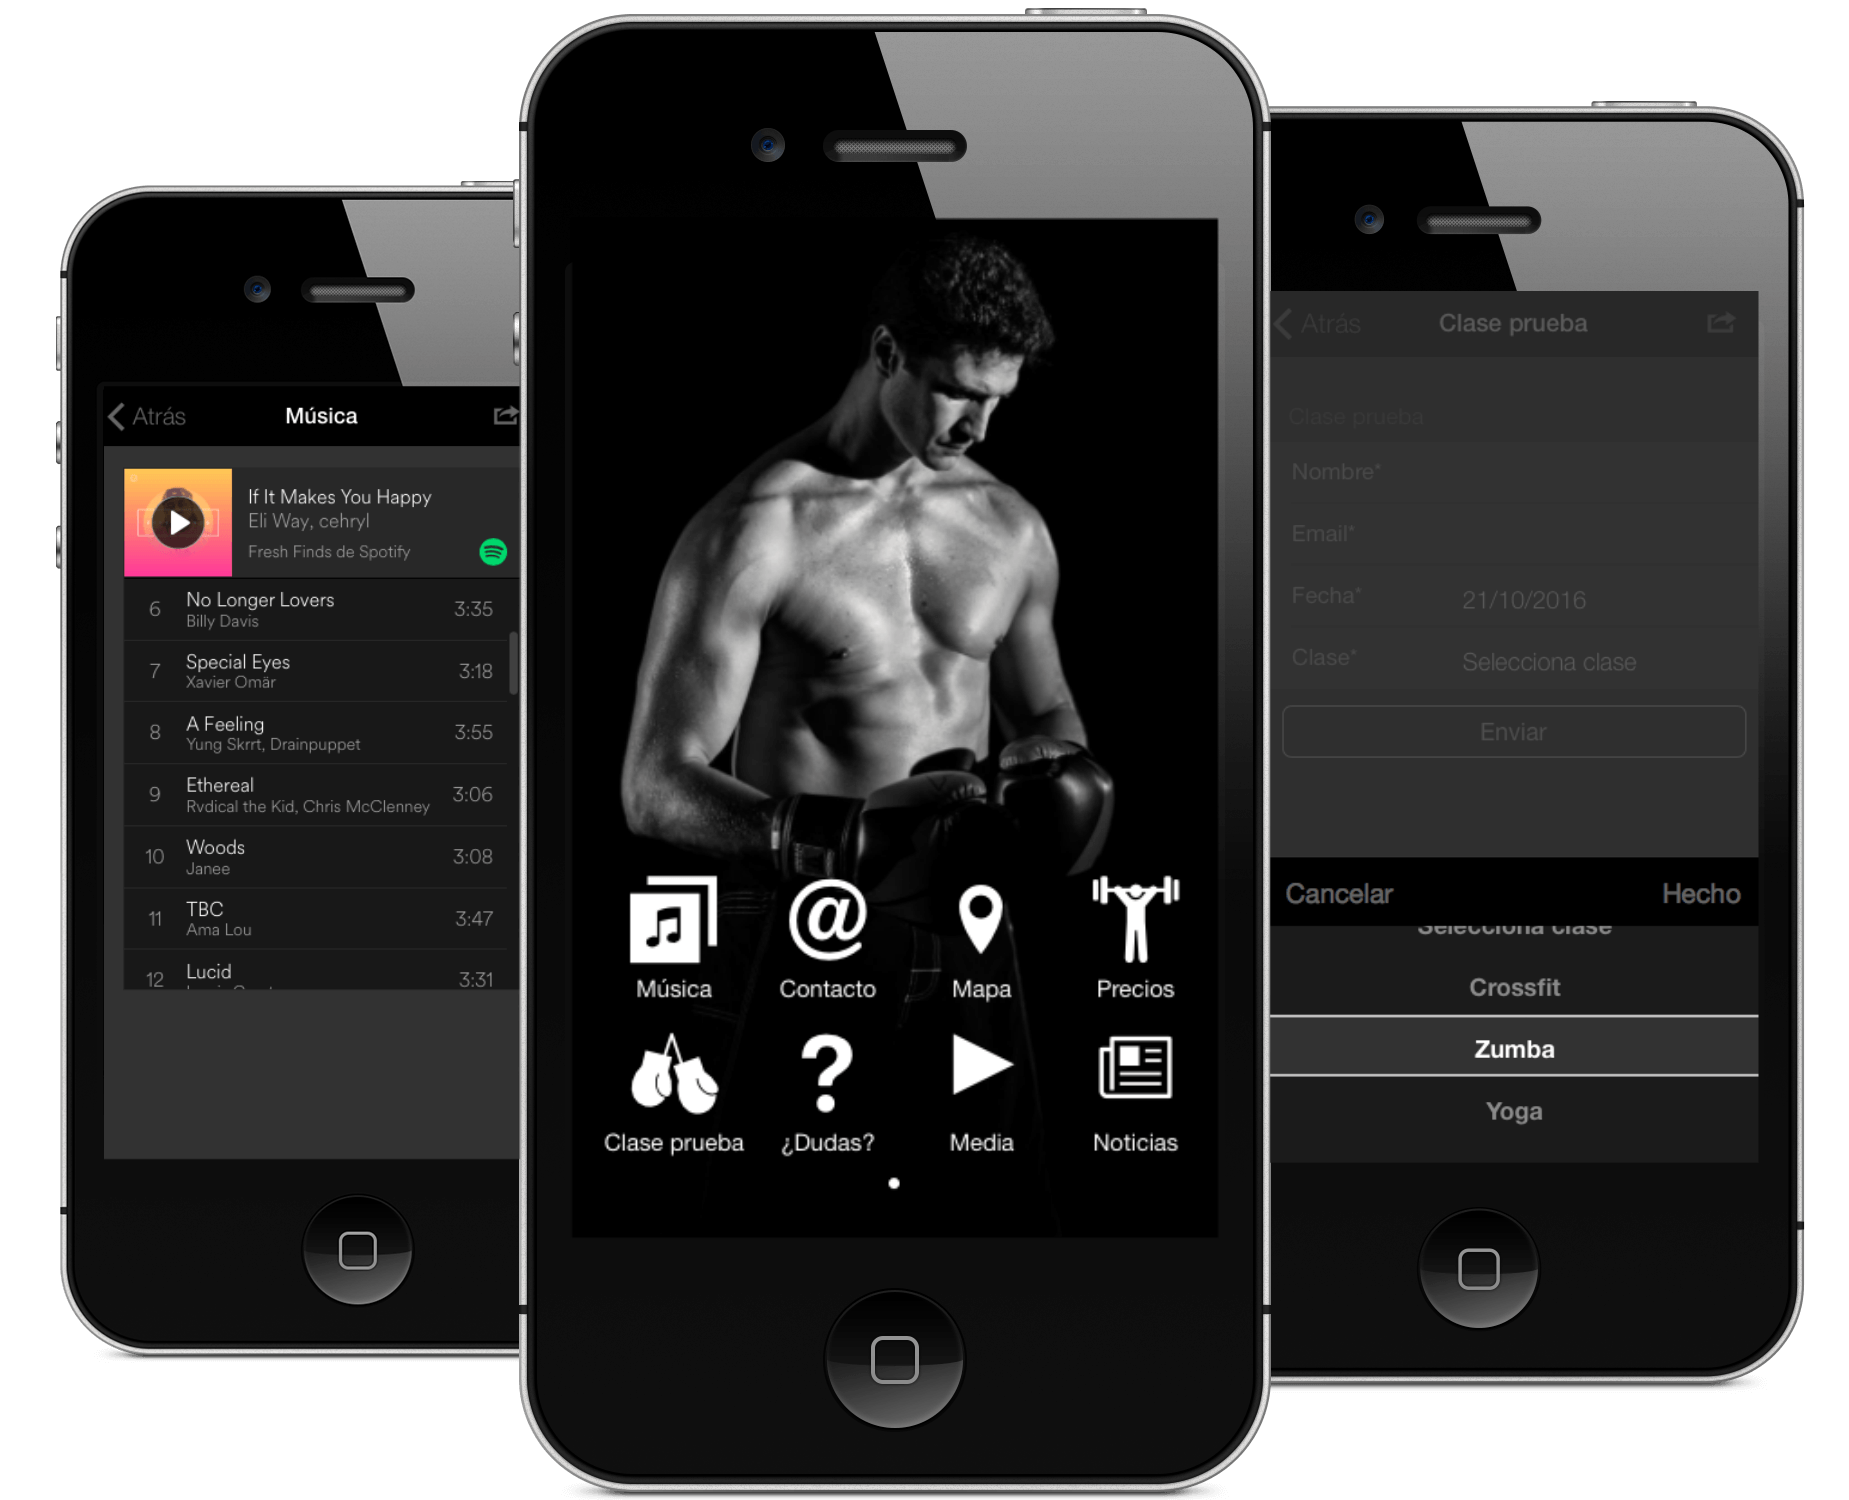 Atrás
Música
If It Makes You Happy
Eli Way, cehryl
Fresh Finds de Spotify
6 No Longer Lovers 3:35
Billy Davis
7 Special Eyes 3:18
Xavier Omär
8 A Feeling 3:55
Yung Skrrt, Drainpuppet
9 Ethereal 3:06
Rvdical the Kid, Chris McClenney
10 Woods 3:08
Janee
11 TBC 3:47
Ama Lou
12 Lucid 3:31
Música Contacto Mapa Precios
Clase prueba ¿Dudas? Media Noticias
Atrás
Clase prueba
Clase prueba
Nombre*
Email*
Fecha* 21/10/2016
Clase* Selecciona clase
Enviar
Cancelar Hecho
Selecciona clase
Crossfit
Zumba
Yoga